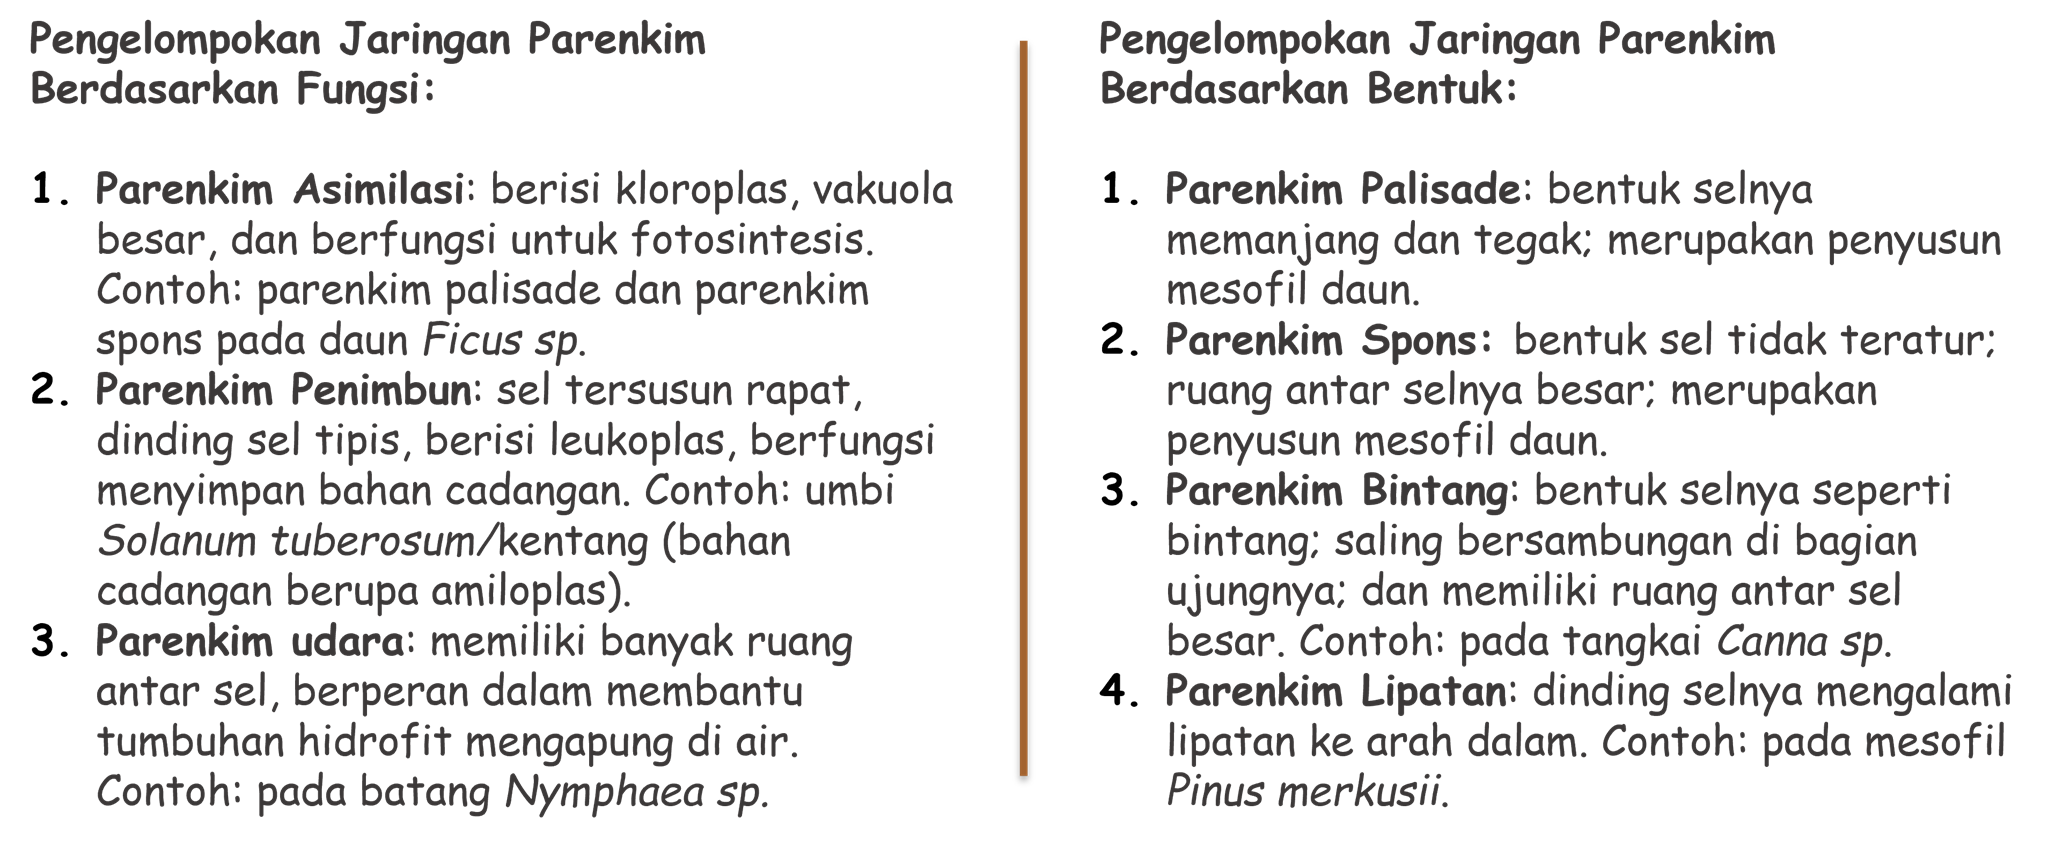 Pengelompokan Jaringan Parenkim
Berdasarkan Fungsi:
1. Parenkim Asimilasi: berisi kloroplas, vakuola
besar, dan berfungsi untuk fotosintesis.
Contoh: parenkim palisade dan parenkim
spons pada daun Ficus sp.
2. Parenkim Penimbun: sel tersusun rapat,
dinding sel tipis, berisi leukoplas, berfungsi
menyimpan bahan cadangan. Contoh: umbi
Solanum tuberosum/kentang (bahan
cadangan berupa amiloplas).
3. Parenkim udara: memiliki banyak ruang
antar sel, berperan dalam membantu
tumbuhan hidrofit mengapung di air.
Contoh: pada batang Nymphaea sp.
Pengelompokan Jaringan Parenkim
Berdasarkan Bentuk:
1. Parenkim Palisade: bentuk selnya
memanjang dan tegak; merupakan penyusun
mesofil daun.
2. Parenkim Spons: bentuk sel tidak teratur;
ruang antar selnya besar; merupakan
penyusun mesofil daun.
3. Parenkim Bintang: bentuk selnya seperti
bintang; saling bersambungan di bagian
ujungnya; dan memiliki ruang antar sel
besar. Contoh: pada tangkai Canna sp.
4. Parenkim Lipatan: dinding selnya mengalami
lipatan ke arah dalam. Contoh: pada mesofil
Pinus merkusii.